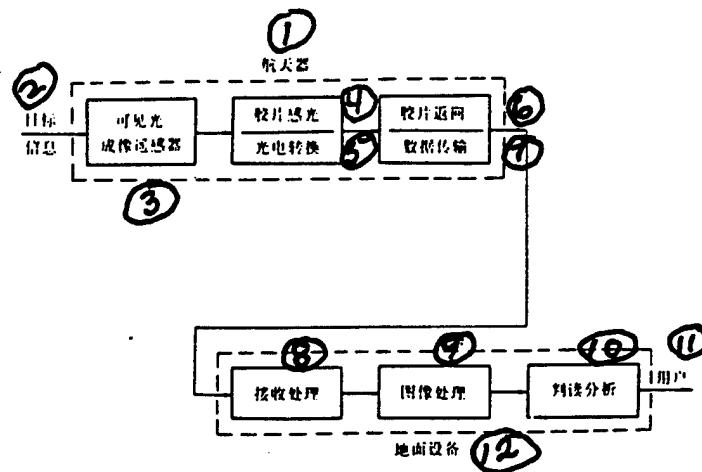 1
航天器
2
目标
信息
可见光
成像遥感器
3
胶片感光
光电转换
4
5
胶片返回
数据传输
6
7
8
接收处理
9
图像处理
10
判读分析
11
用户
地面设备
12